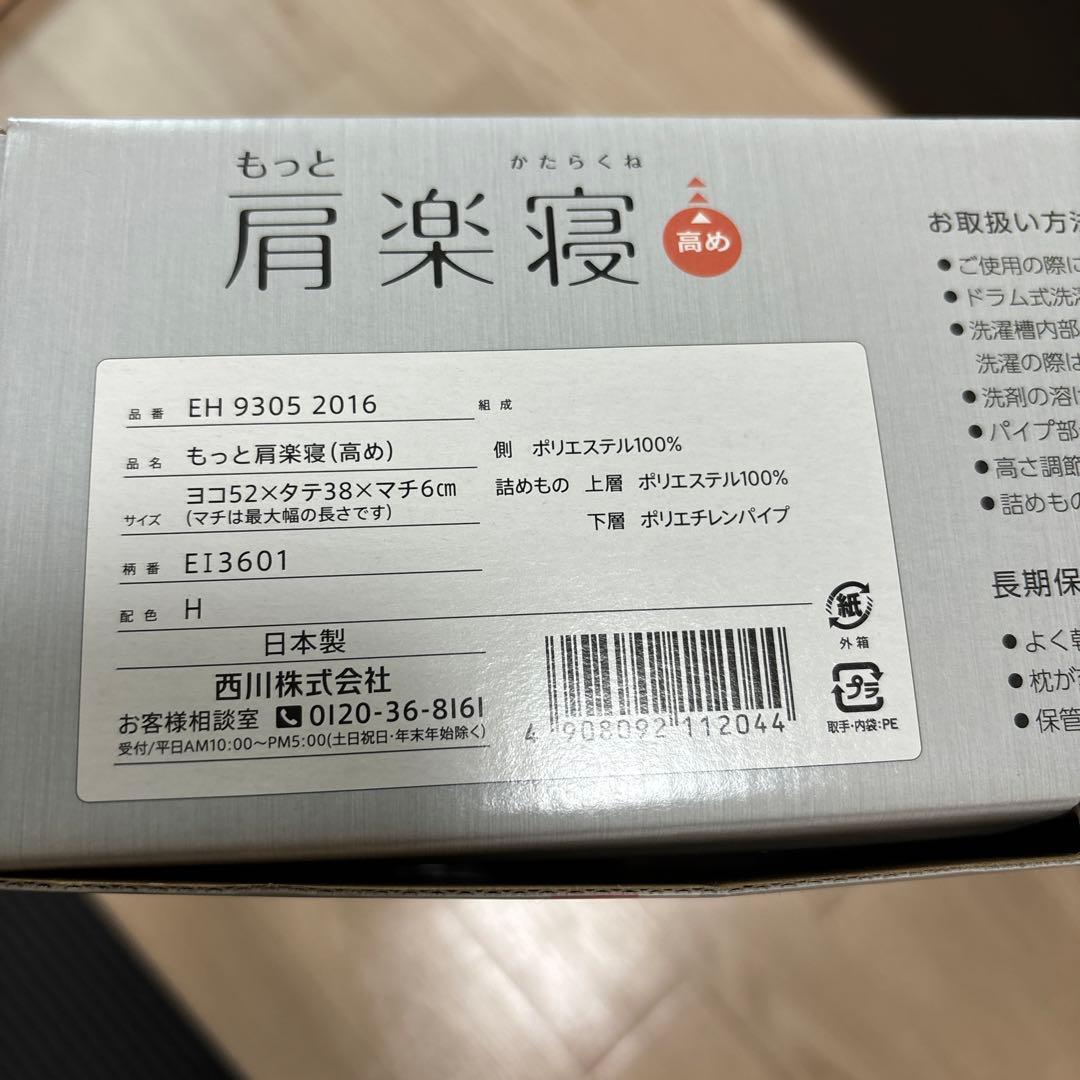 もっと
かたらくね
肩楽寝
高め
品番 EH 9305 2016
品名 もっと肩楽寝(高め)
サイズ ヨコ52×タテ38×マチ6㎝
(マチは最大幅の長さです)
柄番 EI3601
配色 H
日本製
西川株式会社
お客様相談室 0120-36-8161
受付/平日AM10:00〜PM5:00(土日祝日・年末年始除く)
組成
側 ポリエステル100%
詰めもの 上層 ポリエステル100%
下層 ポリエチレンパイプ
4 908092 112044
紙
外箱
プラ
取手・内袋:PE
お取扱い方法
●ご使用の際に
●ドラム式洗濯
●洗濯槽内部
洗濯の際は
●洗剤の溶け
●パイプ部
●高さ調節
●詰めもの
長期保
●よく乾
●枕が
●保管